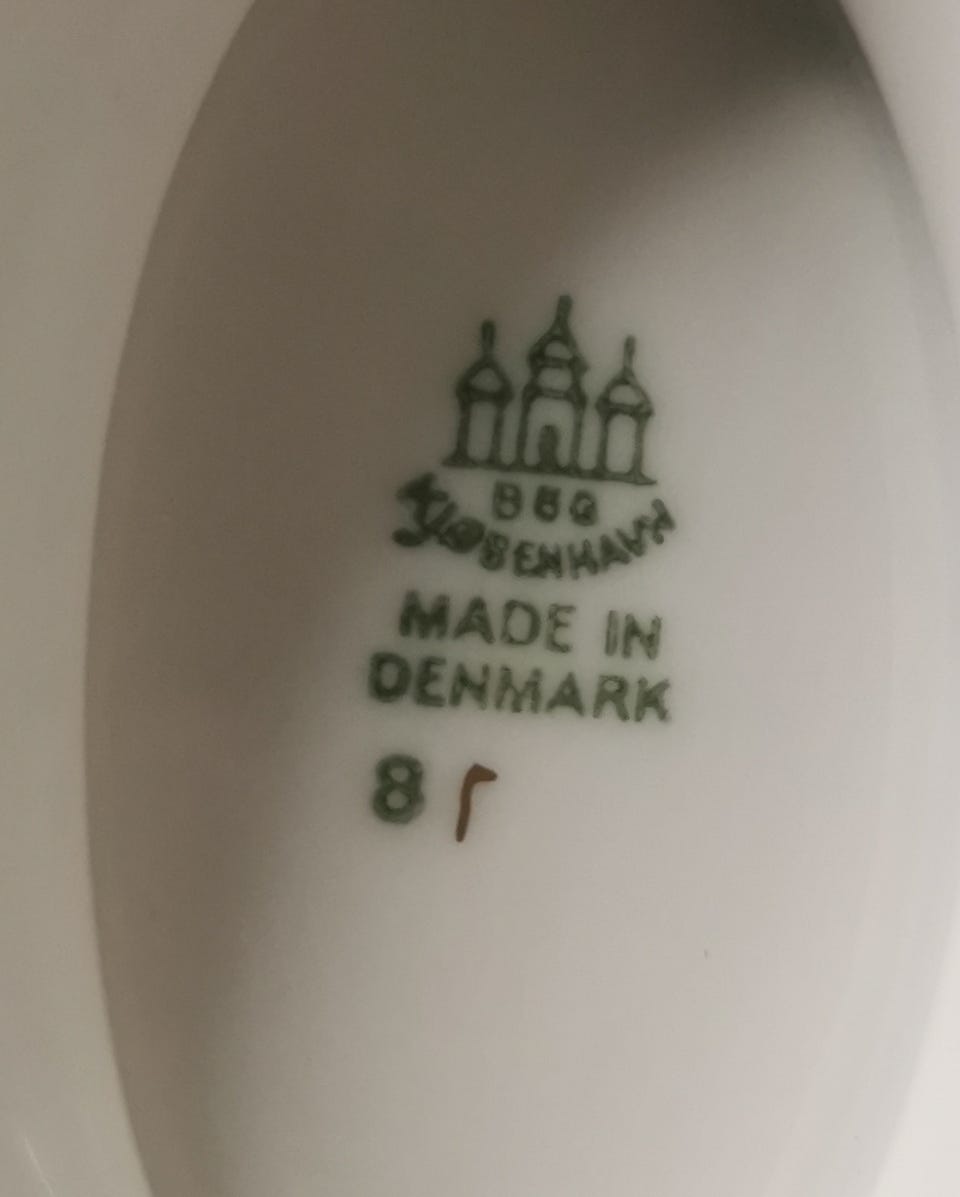 B&G
KJØBENHAVN
MADE IN
DENMARK
8 r